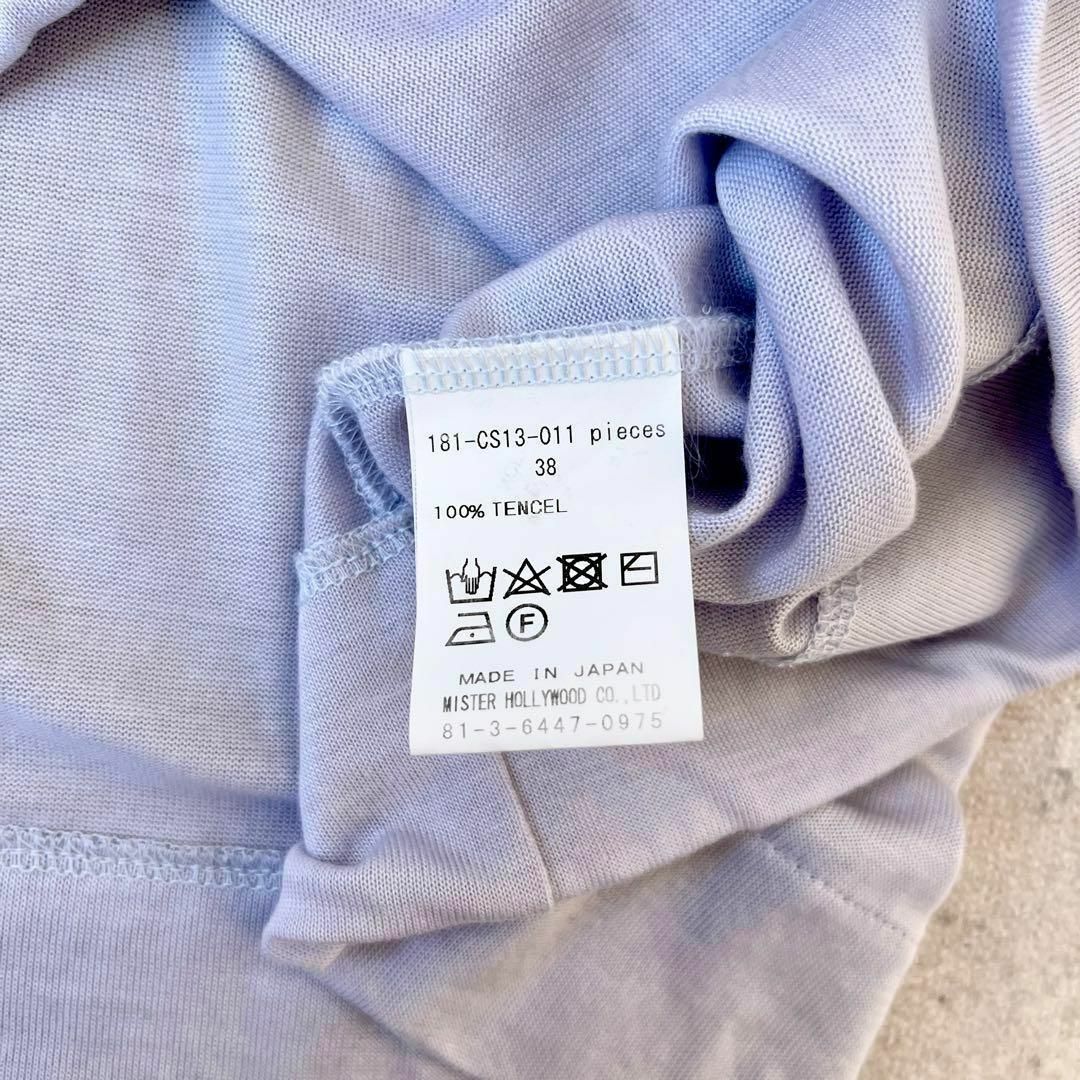 181-CS13-011 pieces
38
100% TENCEL
F
MADE IN JAPAN
MISTER HOLLYWOOD CO.,LTD
81-3-6447-0975